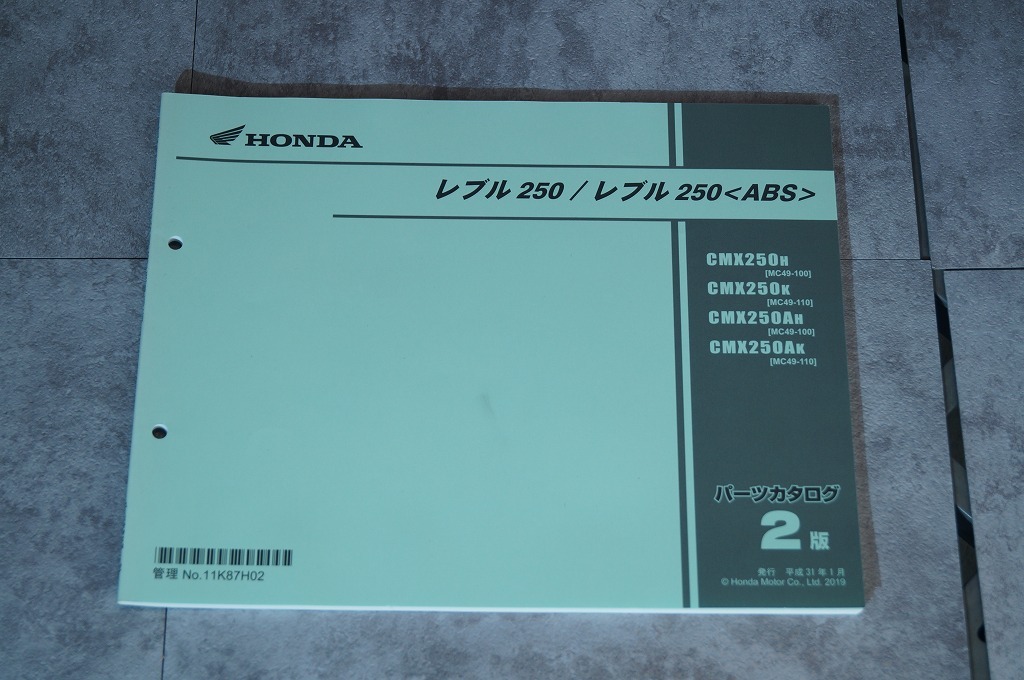 HONDA
レブル 250 / レブル 250<ABS>
CMX250H
[MC49-100]
CMX250K
[MC49-110]
CMX250AH
[MC49-100]
CMX250AK
[MC49-110]
パーツカタログ
2版
管理 No.11K87H02
発行 平成 31 年 1 月
© Honda Motor Co., Ltd. 2019